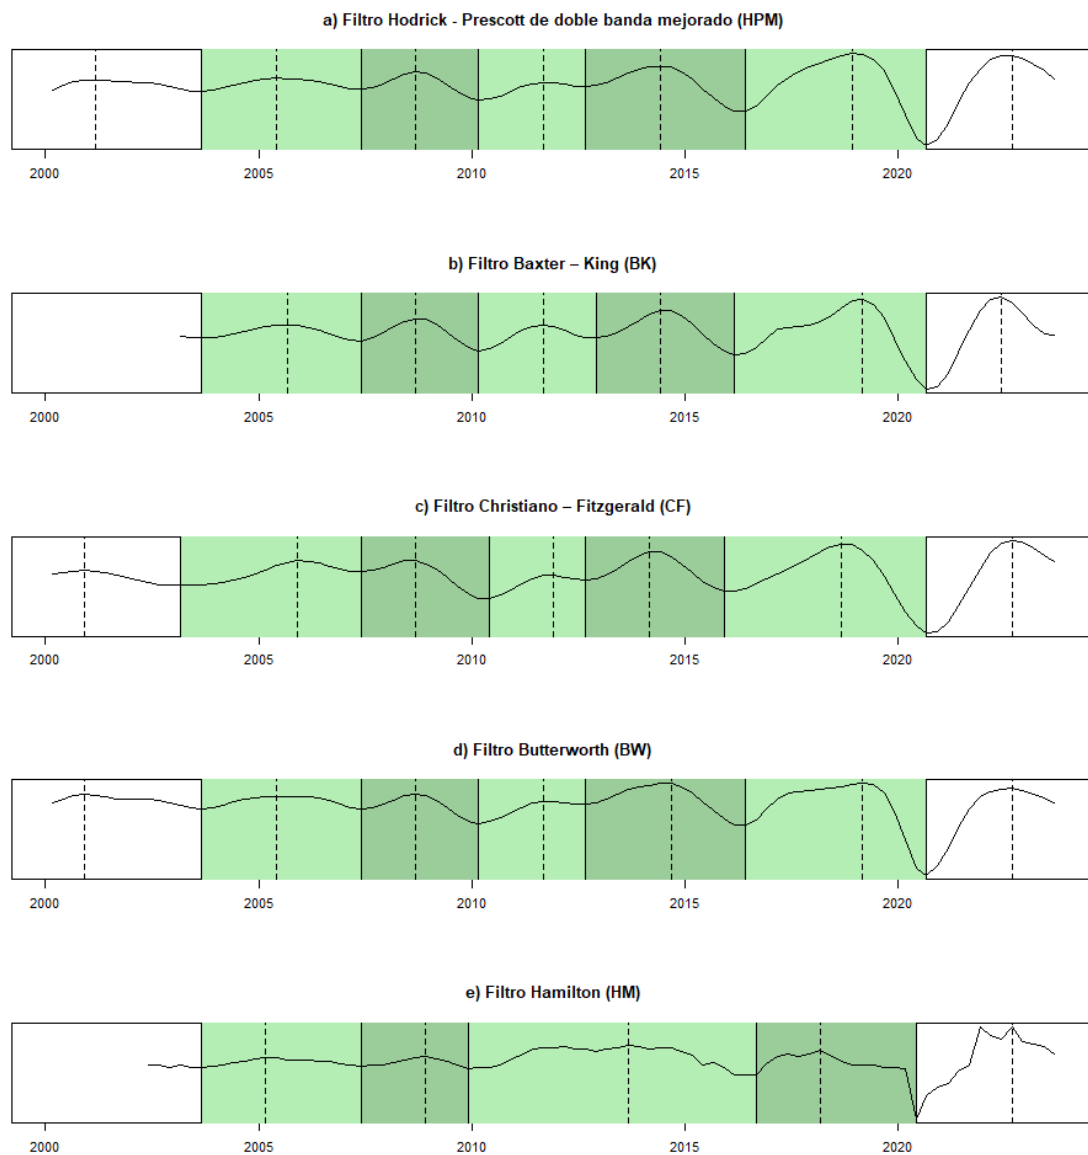 a) Filtro Hodrick - Prescott de doble banda mejorado (HPM)
2000 2005 2010 2015 2020
b) Filtro Baxter – King (BK)
2000 2005 2010 2015 2020
c) Filtro Christiano – Fitzgerald (CF)
2000 2005 2010 2015 2020
d) Filtro Butterworth (BW)
2000 2005 2010 2015 2020
e) Filtro Hamilton (HM)
2000 2005 2010 2015 2020